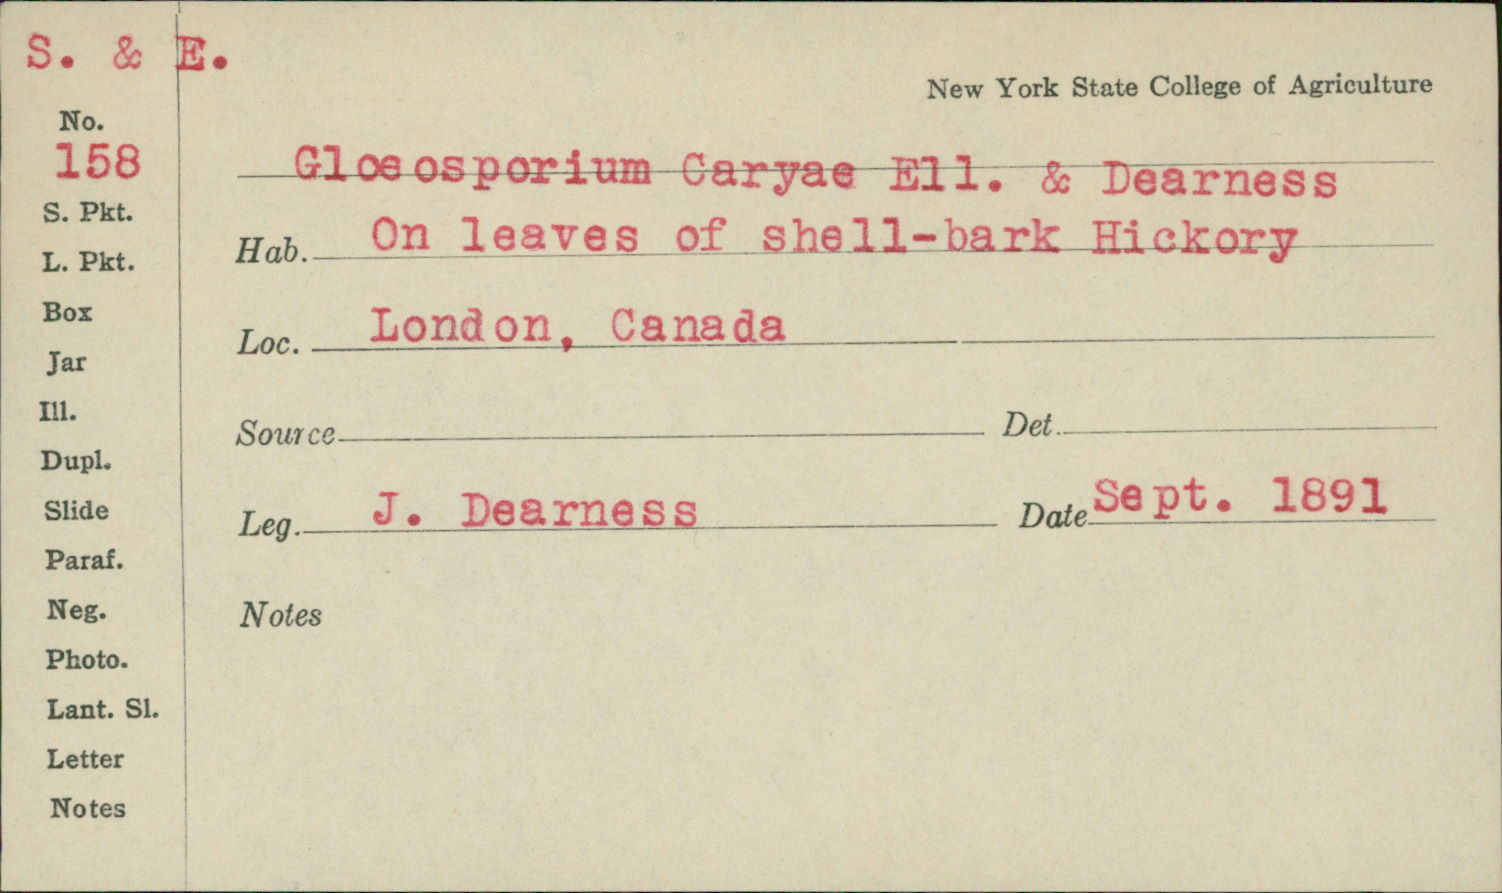 S. & E.
New York State College of Agriculture
No.
158
Gloeosporium Caryae Ell. & Dearness
S. Pkt.
Hab. On leaves of shell-bark Hickory
L. Pkt.
Box
Loc. London, Canada
Jar
Ill.
Source Det.
Dupl.
Slide
Leg. J. Dearness Date Sept. 1891
Paraf.
Neg.
Notes
Photo.
Lant. Sl.
Letter
Notes